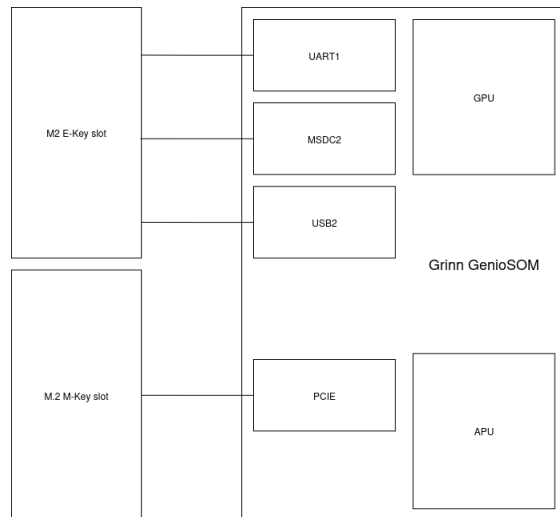 UART1
GPU
M2 E-Key slot
MSDC2
USB2
Grinn GenioSOM
M.2 M-Key slot
PCIE
APU